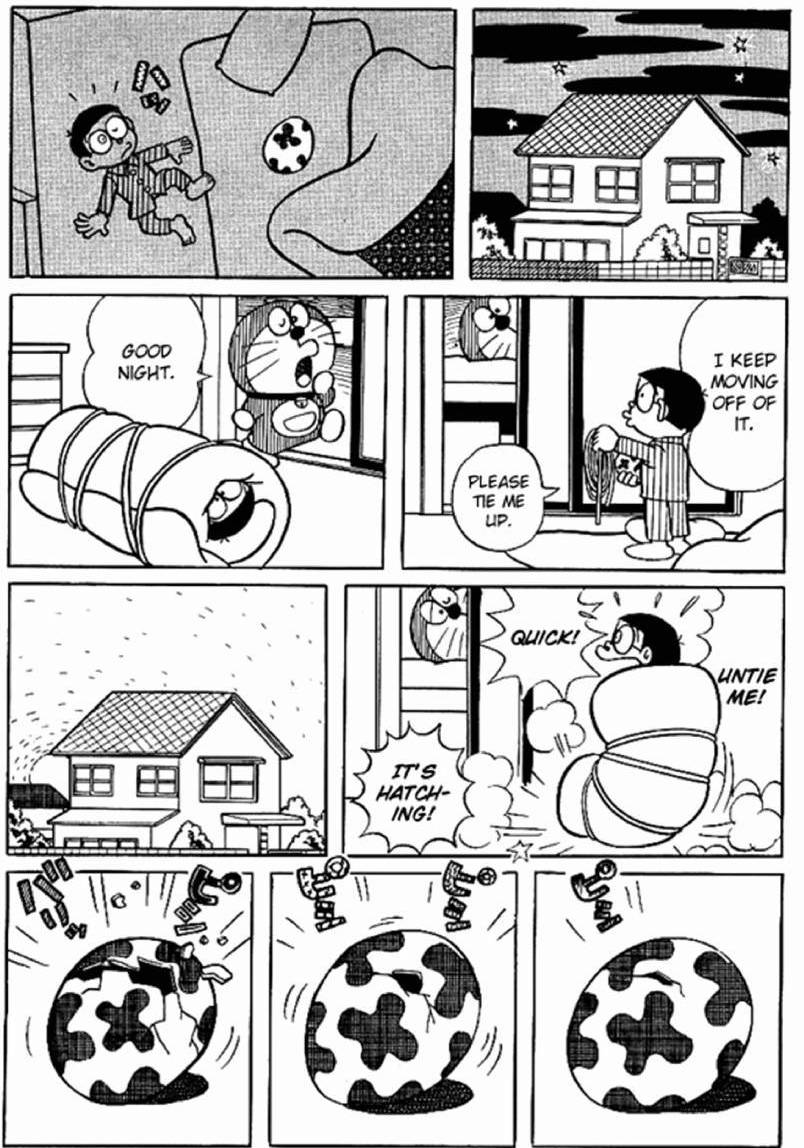 I KEEP
MOVING
OFF OF
IT.
PLEASE
TIE ME
UP.
GOOD
NIGHT.
UNTIE
ME!
QUICK!
IT'S
HATCH-
ING!